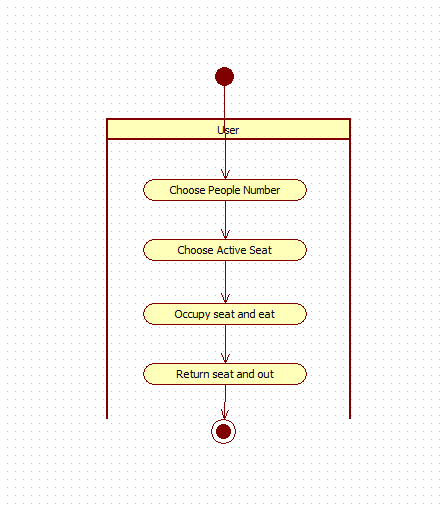 User
Choose People Number
Choose Active Seat
Occupy seat and eat
Return seat and out